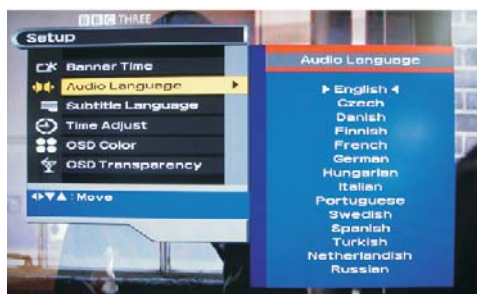 BBC THREE
Setup
Banner Time
Audio Language
Subtitle Language
Time Adjust
OSD Color
OSD Transparency
: Move
Audio Language
English
Czech
Danish
Finnish
French
German
Hungarian
Italian
Portuguese
Swedish
Spanish
Turkish
Netherlandish
Russian